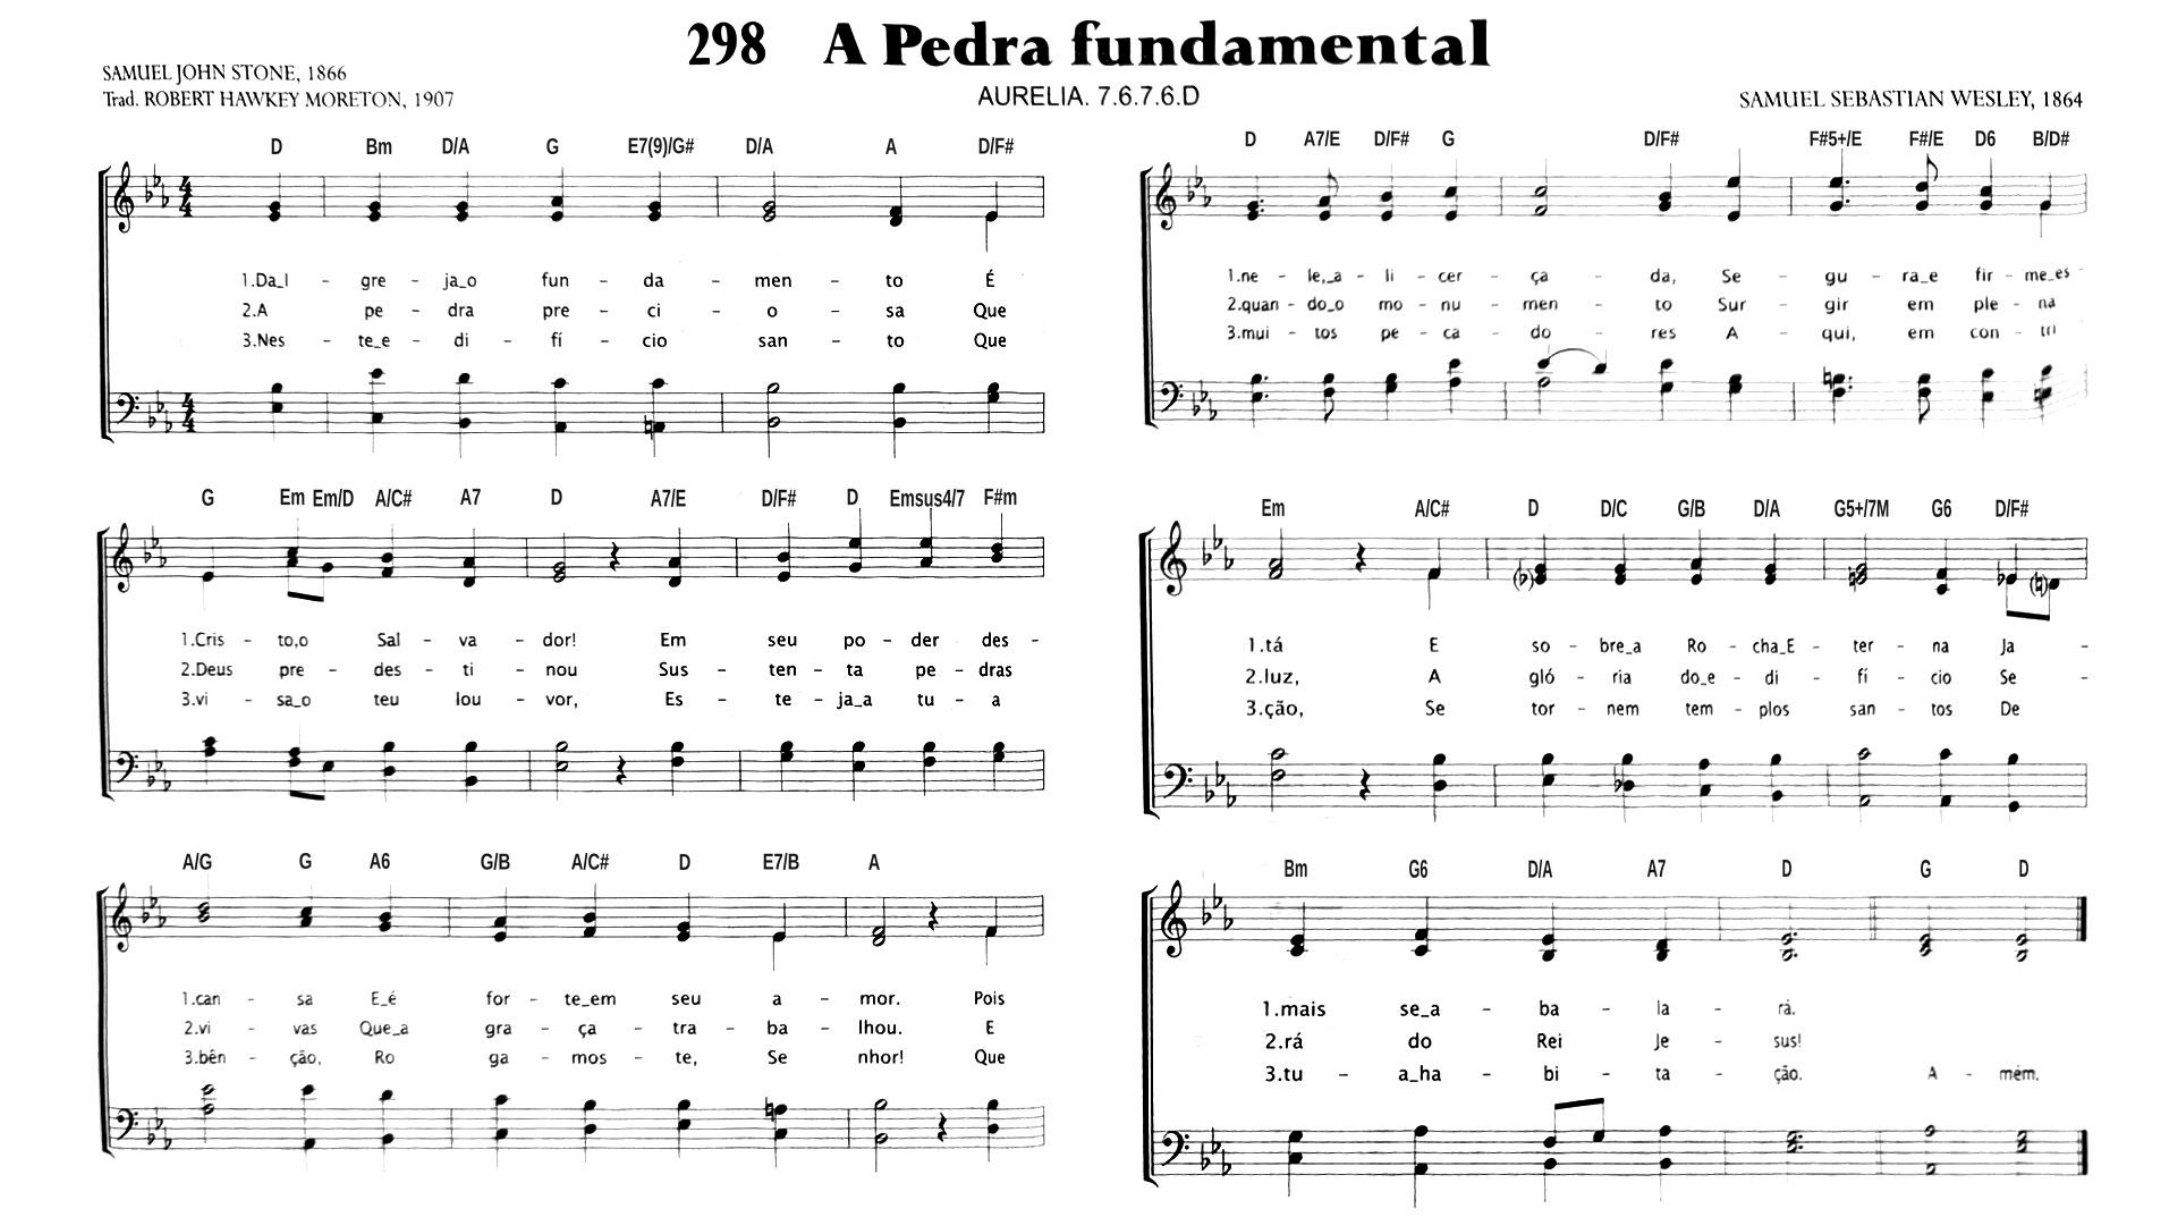 298 A Pedra fundamental
SAMUEL JOHN STONE, 1866
Trad. ROBERT HAWKEY MORETON, 1907
AURELIA. 7.6.7.6.D
SAMUEL SEBASTIAN WESLEY, 1864
D Bm D/A G E7(9)/G# D/A A D/F#
4 4
1.Da_I - gre - ja_o fun - da - men - to É
2.A pe - dra pre - ci - o - sa Que
3.Nes - te_e - di - fí - cio san - to Que
4 4
G Em Em/D A/C# A7 D A7/E D/F# D Emsus4/7 F#m
1.Cris - to,o Sal - va - dor! Em seu po - der des -
2.Deus pre - des - ti - nou Sus - ten - ta pe - dras
3.vi - sa_o teu lou - vor, Es - te - ja_a tu - a
A/G G A6 G/B A/C# D E7/B A
1.can - sa E_é for - te_em seu a - mor. Pois
2.vi - vas Que_a gra - ça - tra - ba - lhou. E
3.bên - ção, Ro ga - mos - te, Se nhor! Que
D A7/E D/F# G D/F# F#5+/E F#/E D6 B/D#
1.ne - le,_a - li - cer - ça - da, Se - gu - ra_e fir - me_es -
2.quan - do_o mo - nu - men - to Sur - gir em ple - na
3.mui - tos pe - ca - do - res A - qui, em con - tri
Em A/C# D D/C G/B D/A G5+/7M G6 D/F#
1.tá E so - bre_a Ro - cha_E - ter - na Ja -
2.luz, A gló - ria do_e - di - fí - cio Se -
3.ção, Se tor - nem tem - plos san - tos De
Bm G6 D/A A7 D G D
1.mais se_a - ba - la - rá.
2.rá do Rei Je - sus!
3.tu - a_ha - bi - ta - ção. A - mém.